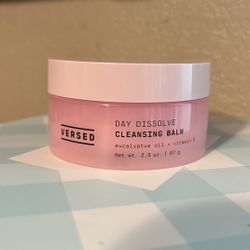 VERSED
DAY DISSOLVE
CLEANSING BALM
eucalyptus oil + vitamin E
Net wt. 2.3 oz. | 67 g